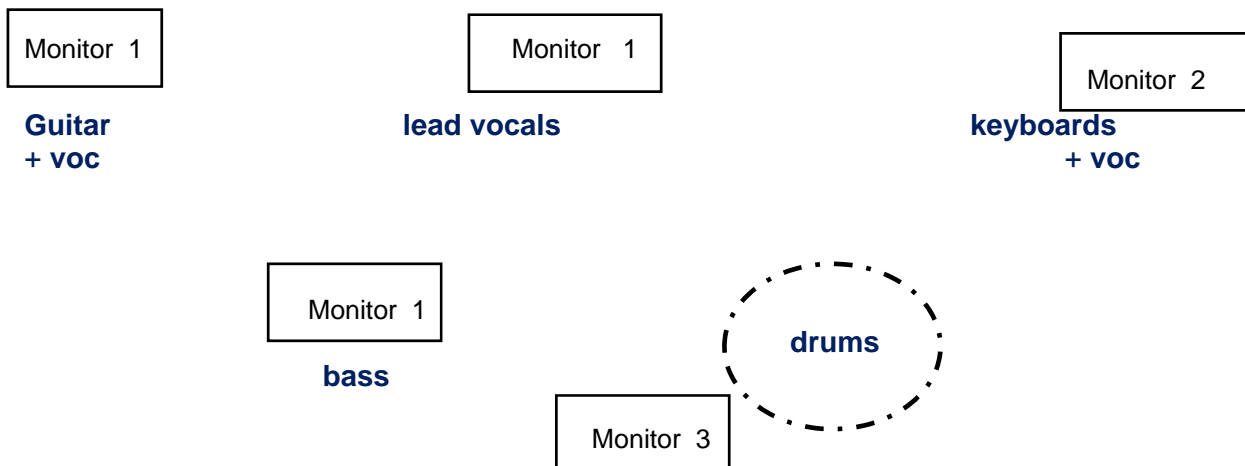 Monitor 1
Monitor 1
Monitor 2
Guitar
+ voc
lead vocals
keyboards
+ voc
Monitor 1
bass
drums
Monitor 3